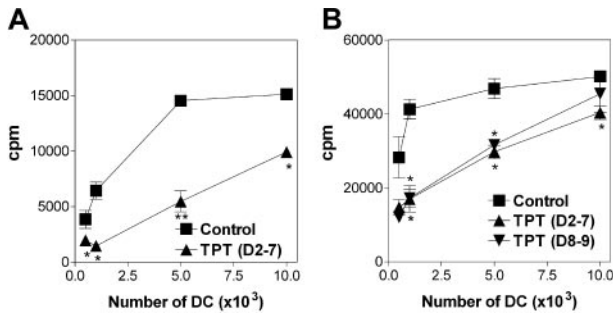 A
20000
15000
10000
5000
0
cpm
*
*
**
*
Control
TPT (D2-7)
0.0
2.5
5.0
7.5
10.0
Number of DC (x10³)
B
60000
40000
20000
0
cpm
*
*
*
*
*
Control
TPT (D2-7)
TPT (D8-9)
0.0
2.5
5.0
7.5
10.0
Number of DC (x10³)